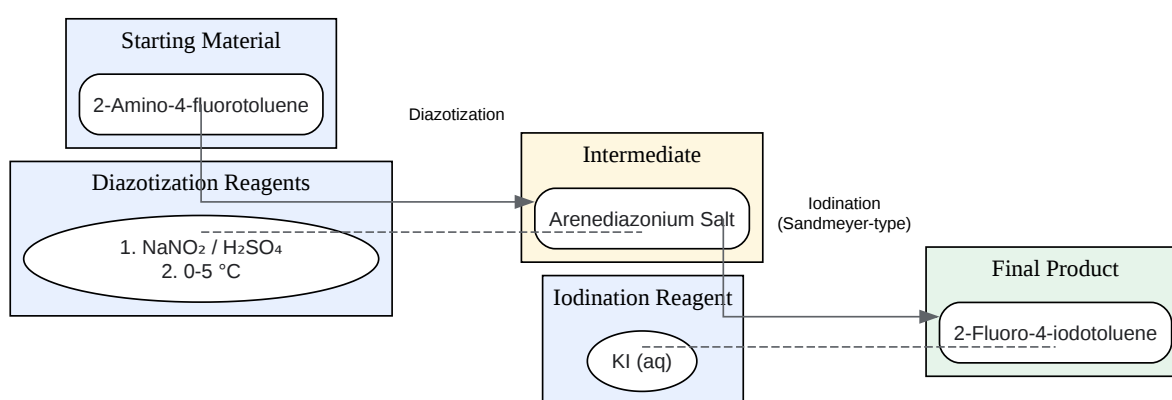 Starting Material
2-Amino-4-fluorotoluene
Diazotization
Diazotization Reagents
1. NaNO₂ / H₂SO₄
2. 0-5 °C
Intermediate
Arenediazonium Salt
Iodination
(Sandmeyer-type)
Iodination Reagent
KI (aq)
Final Product
2-Fluoro-4-iodotoluene